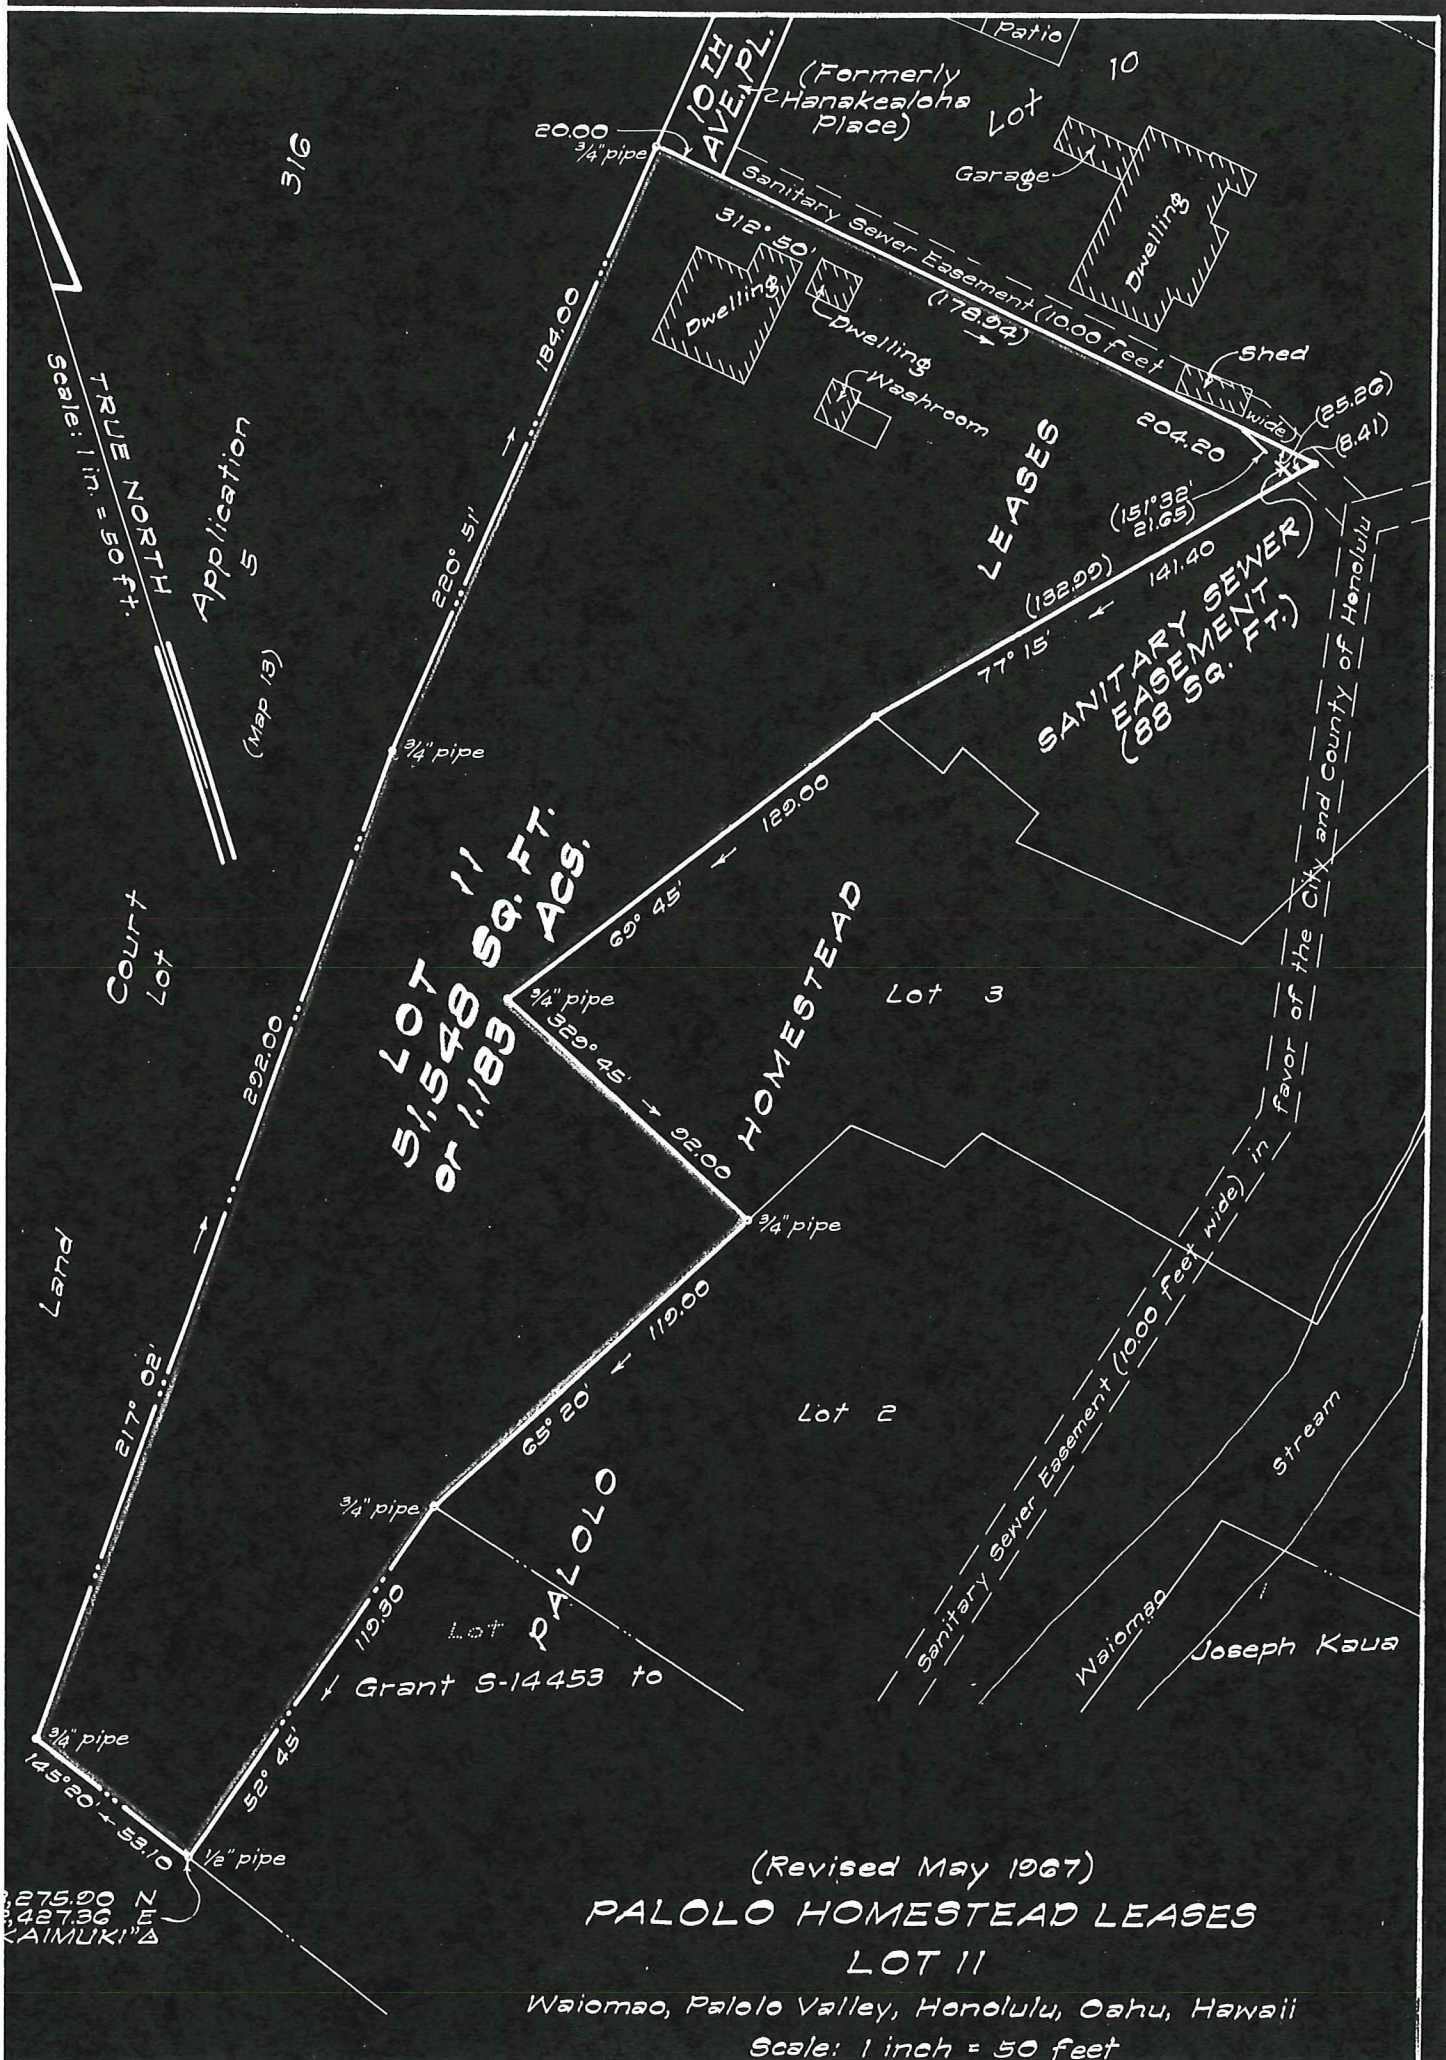 Patio
10 TH
AVE. PL.
(Formerly
Hanakealoha
Place)
Lot 10
Garage
Dwelling
20.00
3/4" pipe
316
Sanitary Sewer Easement (10.00 feet wide)
312° 50'
(178.94)
Dwelling
Dwelling
Washroom
Shed
(25.26)
(8.41)
204.20
(151° 32'
21.65)
184.00
220° 51'
TRUE NORTH
Scale: 1 in. = 50 ft.
Application
5
(Map 13)
LEASES
(132.99)
141.40
77° 15'
SANITARY SEWER
EASEMENT
(88 SQ. FT.)
3/4" pipe
129.00
69° 45'
LOT 11
51,548 SQ. FT.
or 1.183 ACS.
Court
Lot
3/4" pipe
329° 45'
92.00
HOMESTEAD
Lot 3
292.00
217° 02'
Land
3/4" pipe
119.00
65° 20'
Lot 2
Sanitary Sewer Easement (10.00 feet wide) in favor of the City and County of Honolulu
Stream
Waiomao
Joseph Kaua
3/4" pipe
PALOLO
119.30
52° 45'
Lot
Grant S-14453 to
3/4" pipe
145° 20'
53.10
1/2" pipe
,275.90 N
,427.36 E
KAIMUKI" Δ
(Revised May 1967)
PALOLO HOMESTEAD LEASES
LOT 11
Waiomao, Palolo Valley, Honolulu, Oahu, Hawaii
Scale: 1 inch = 50 feet